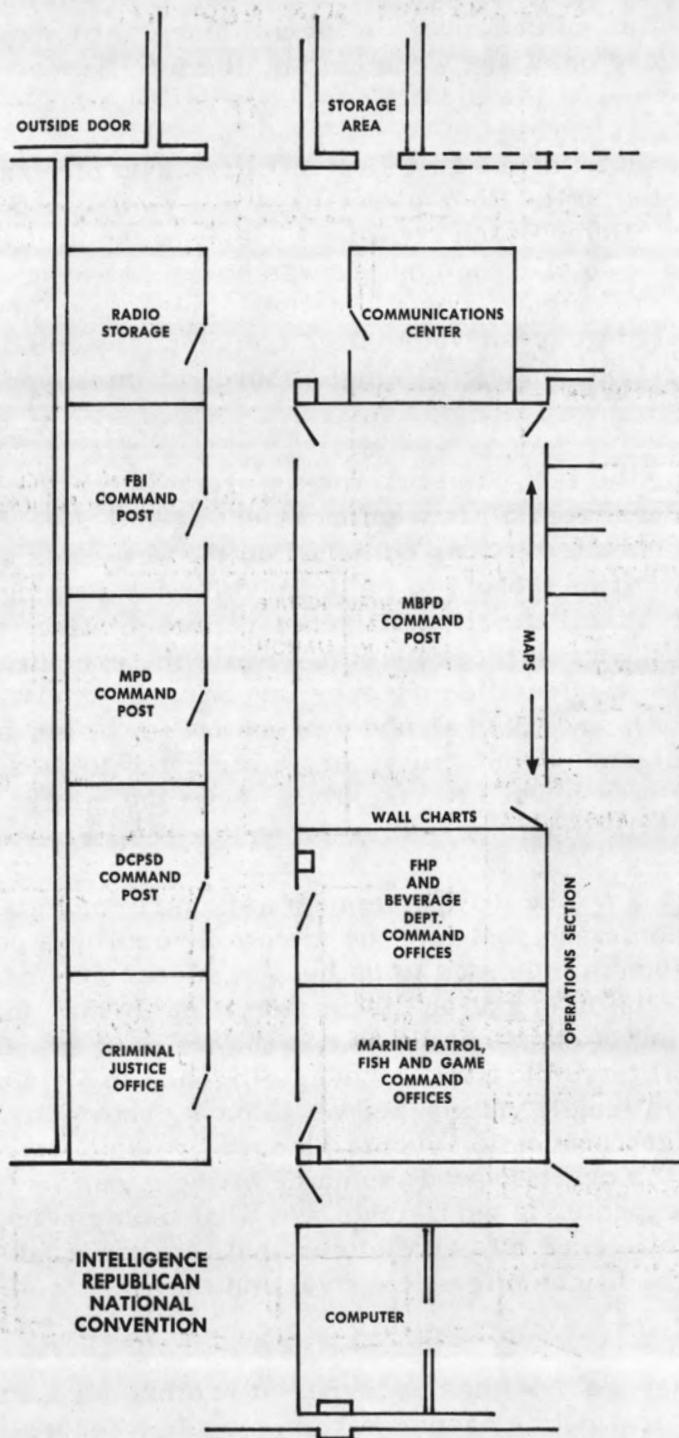 OUTSIDE DOOR
STORAGE
AREA
RADIO
STORAGE
COMMUNICATIONS
CENTER
FBI
COMMAND
POST
MBPD
COMMAND
POST
MAPS
MPD
COMMAND
POST
WALL CHARTS
DCPSD
COMMAND
POST
FHP
AND
BEVERAGE
DEPT.
COMMAND
OFFICES
OPERATIONS SECTION
CRIMINAL
JUSTICE
OFFICE
MARINE PATROL,
FISH AND GAME
COMMAND
OFFICES
INTELLIGENCE
REPUBLICAN
NATIONAL
CONVENTION
COMPUTER